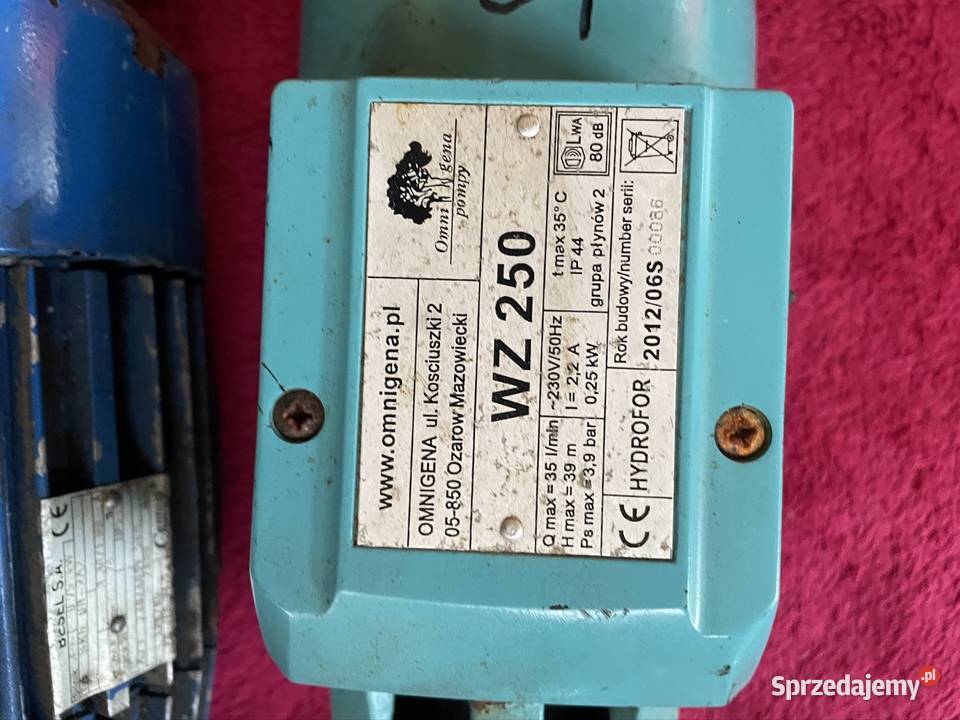 www.omnigena.pl
Omni gena
pompy
OMNIGENA ul. Kosciuszki 2
05-850 Ozarow Mazowiecki
WZ 250
LWA
80 dB
Q max = 35 l/min
H max = 39 m
Ps max = 3,9 bar
~230V/50Hz
I = 2,2 A
0,25 kW
t max 35° C
IP 44
grupa płynów 2
CE HYDROFOR
Rok budowy/number serii:
2012/06S 00086
BESEL S.A. CE
Sprzedajemy.pl